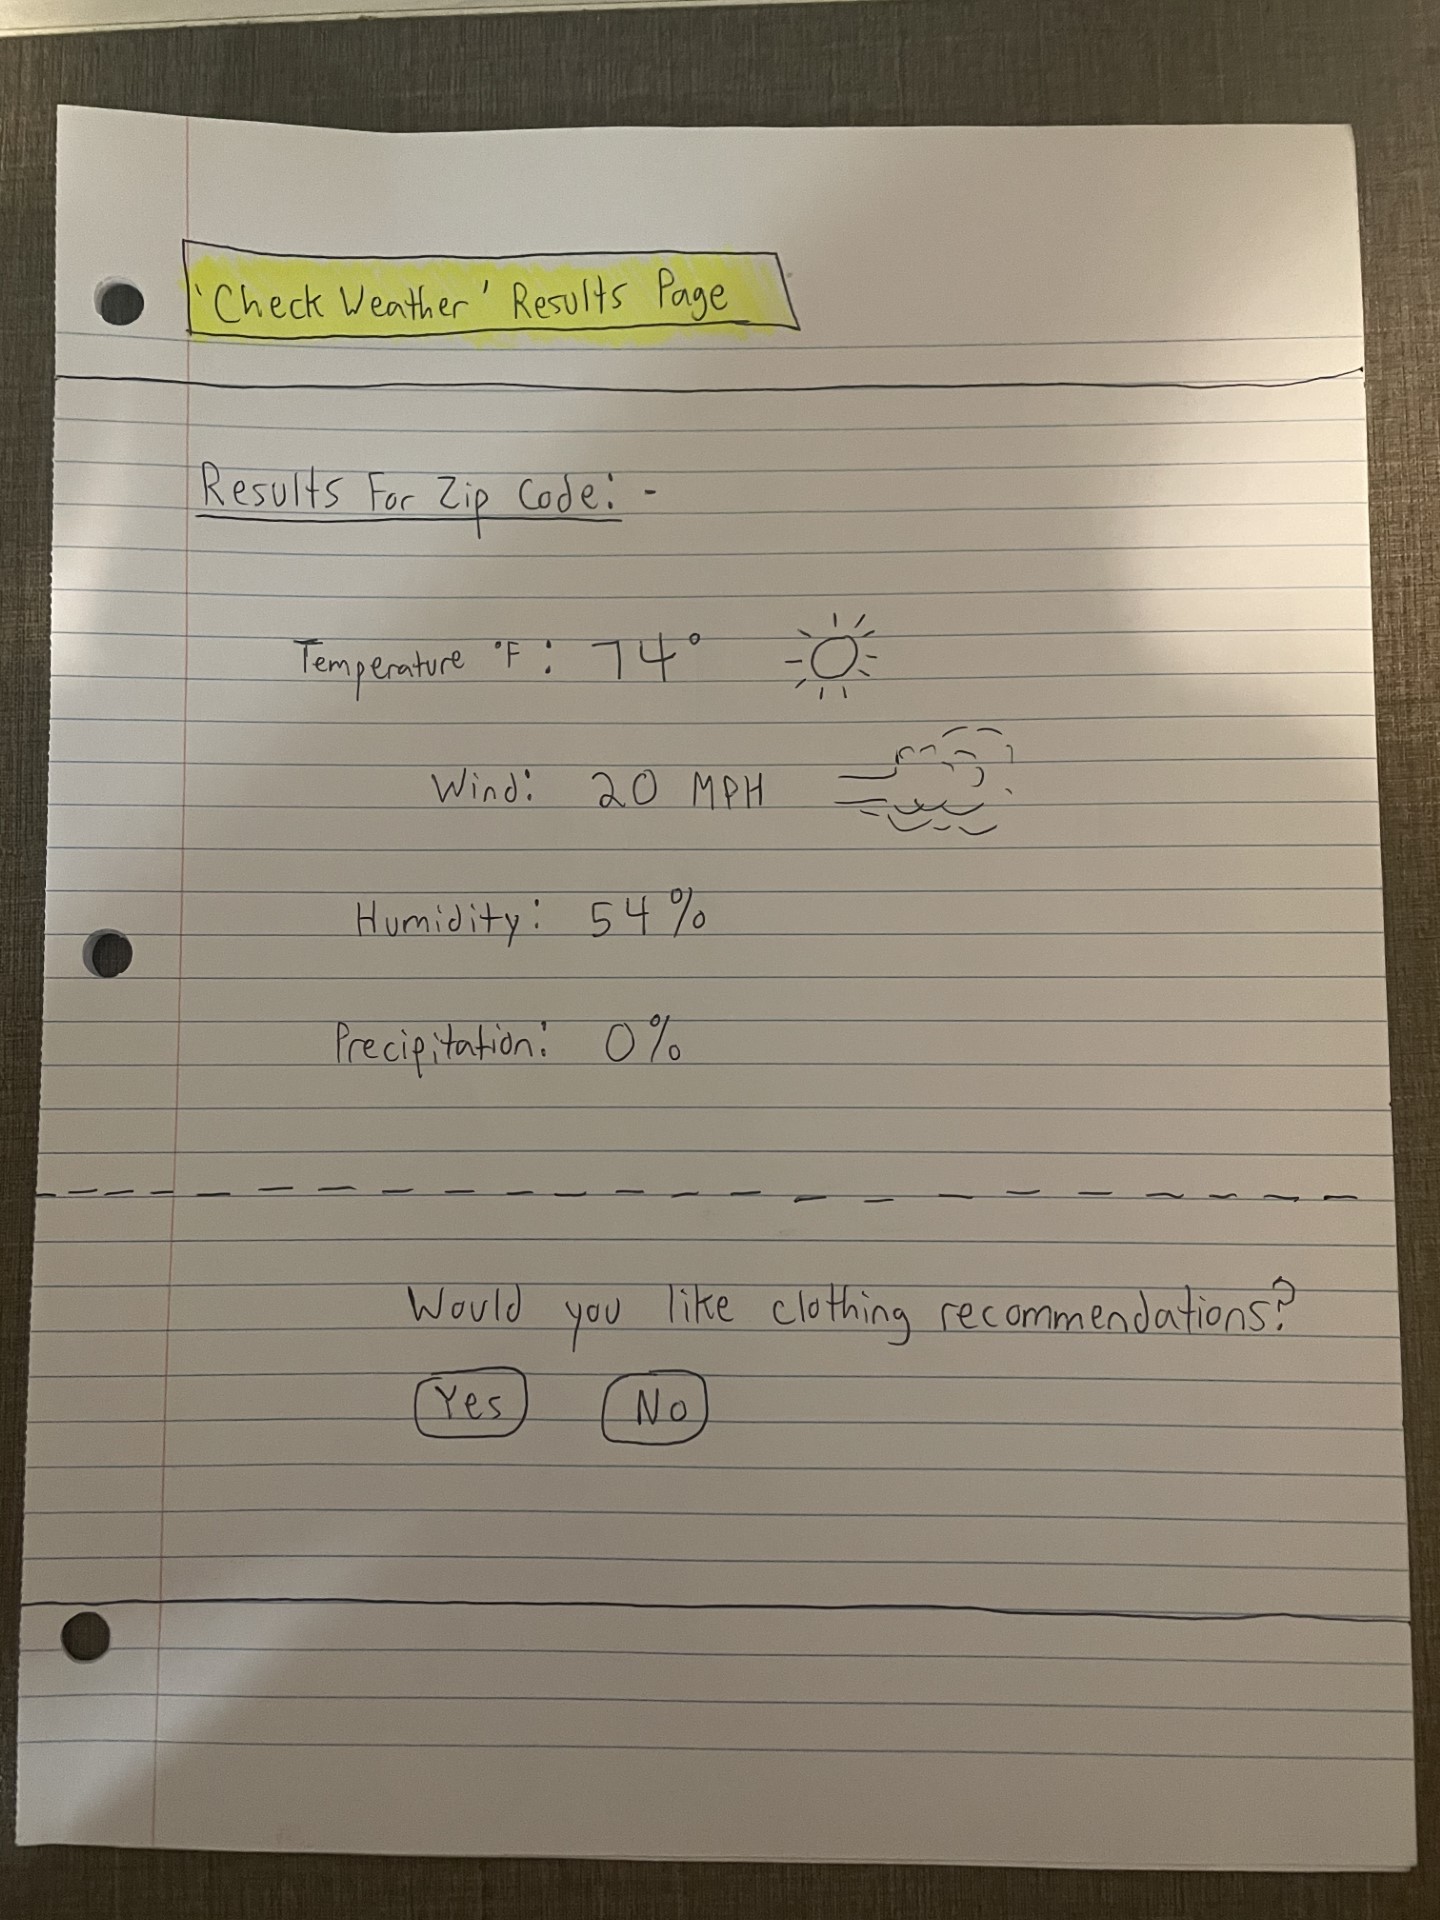 'Check Weather' Results Page
Results For Zip Code: -
Temperature °F: 74°
Wind: 20 MPH
Humidity: 54%
Precipitation: 0%
Would you like clothing recommendations?
Yes No